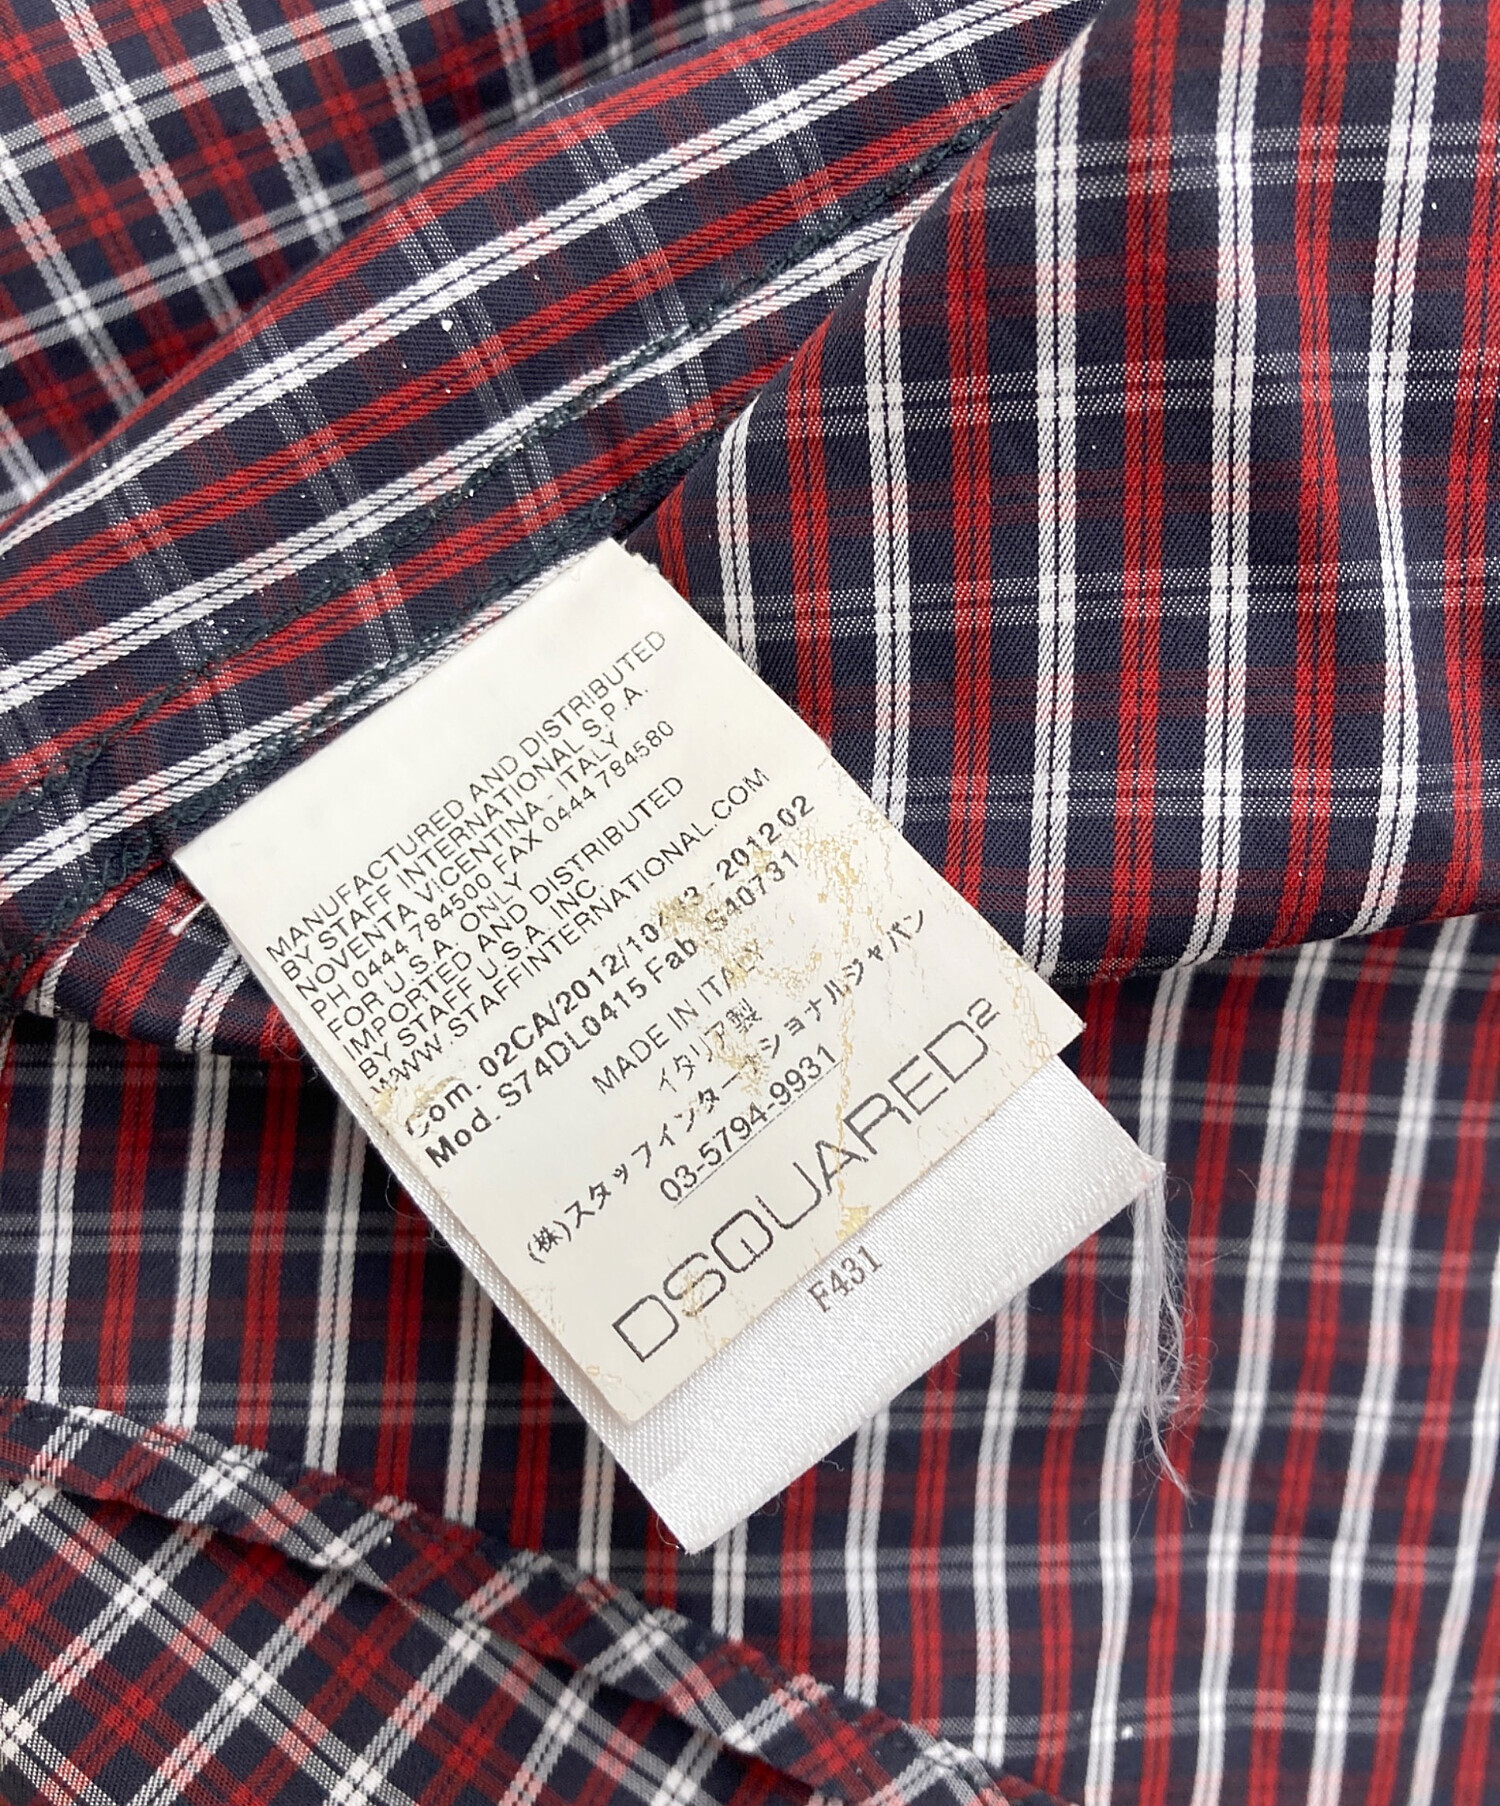 MANUFACTURED AND DISTRIBUTED
BY STAFF INTERNATIONAL S.P.A.
NOVENTA VICENTINA - ITALY
PH 0444 784500 FAX 0444 784580
FOR U.S.A. ONLY
IMPORTED AND DISTRIBUTED
BY STAFF U.S.A. INC.
WWW.STAFFINTERNATIONAL.COM
Com. 02CA/2012/10 - 201202
Mod. S74DL0415 Fab. S40731
MADE IN ITALY
イタリア製
(株)スタッフインターナショナルジャパン
03-5794-9931
DSQUARED2
F431